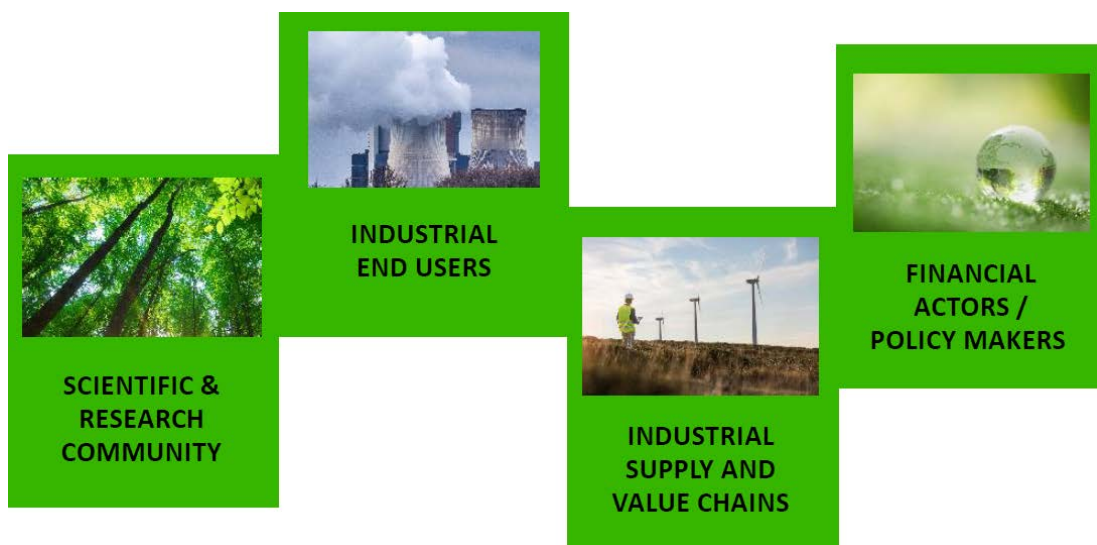 SCIENTIFIC &
RESEARCH
COMMUNITY
INDUSTRIAL
END USERS
INDUSTRIAL
SUPPLY AND
VALUE CHAINS
FINANCIAL
ACTORS /
POLICY MAKERS